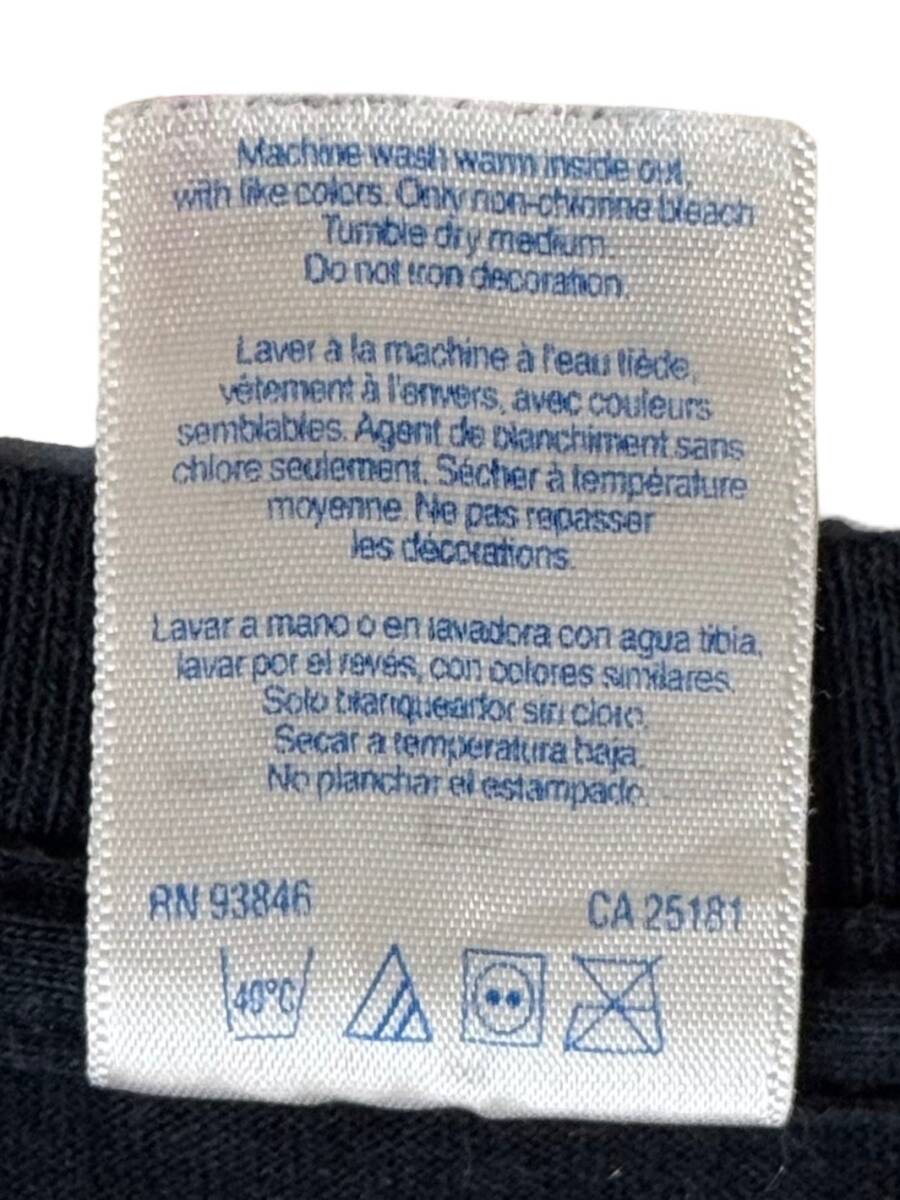 Machine wash warm inside out,
with like colors. Only non-chlorine bleach
Tumble dry medium.
Do not iron decoration.
Laver à la machine à l'eau tiède,
vêtement à l'envers, avec couleurs
semblables. Agent de blanchiment sans
chlore seulement. Sécher à température
moyenne. Ne pas repasser
les décorations.
Lavar a mano o en lavadora con agua tibia,
lavar por el revés, con colores similares.
Solo blanqueador sin cloro.
Secar a temperatura baja.
No planchar el estampado.
RN 93846 CA 25181
40°C